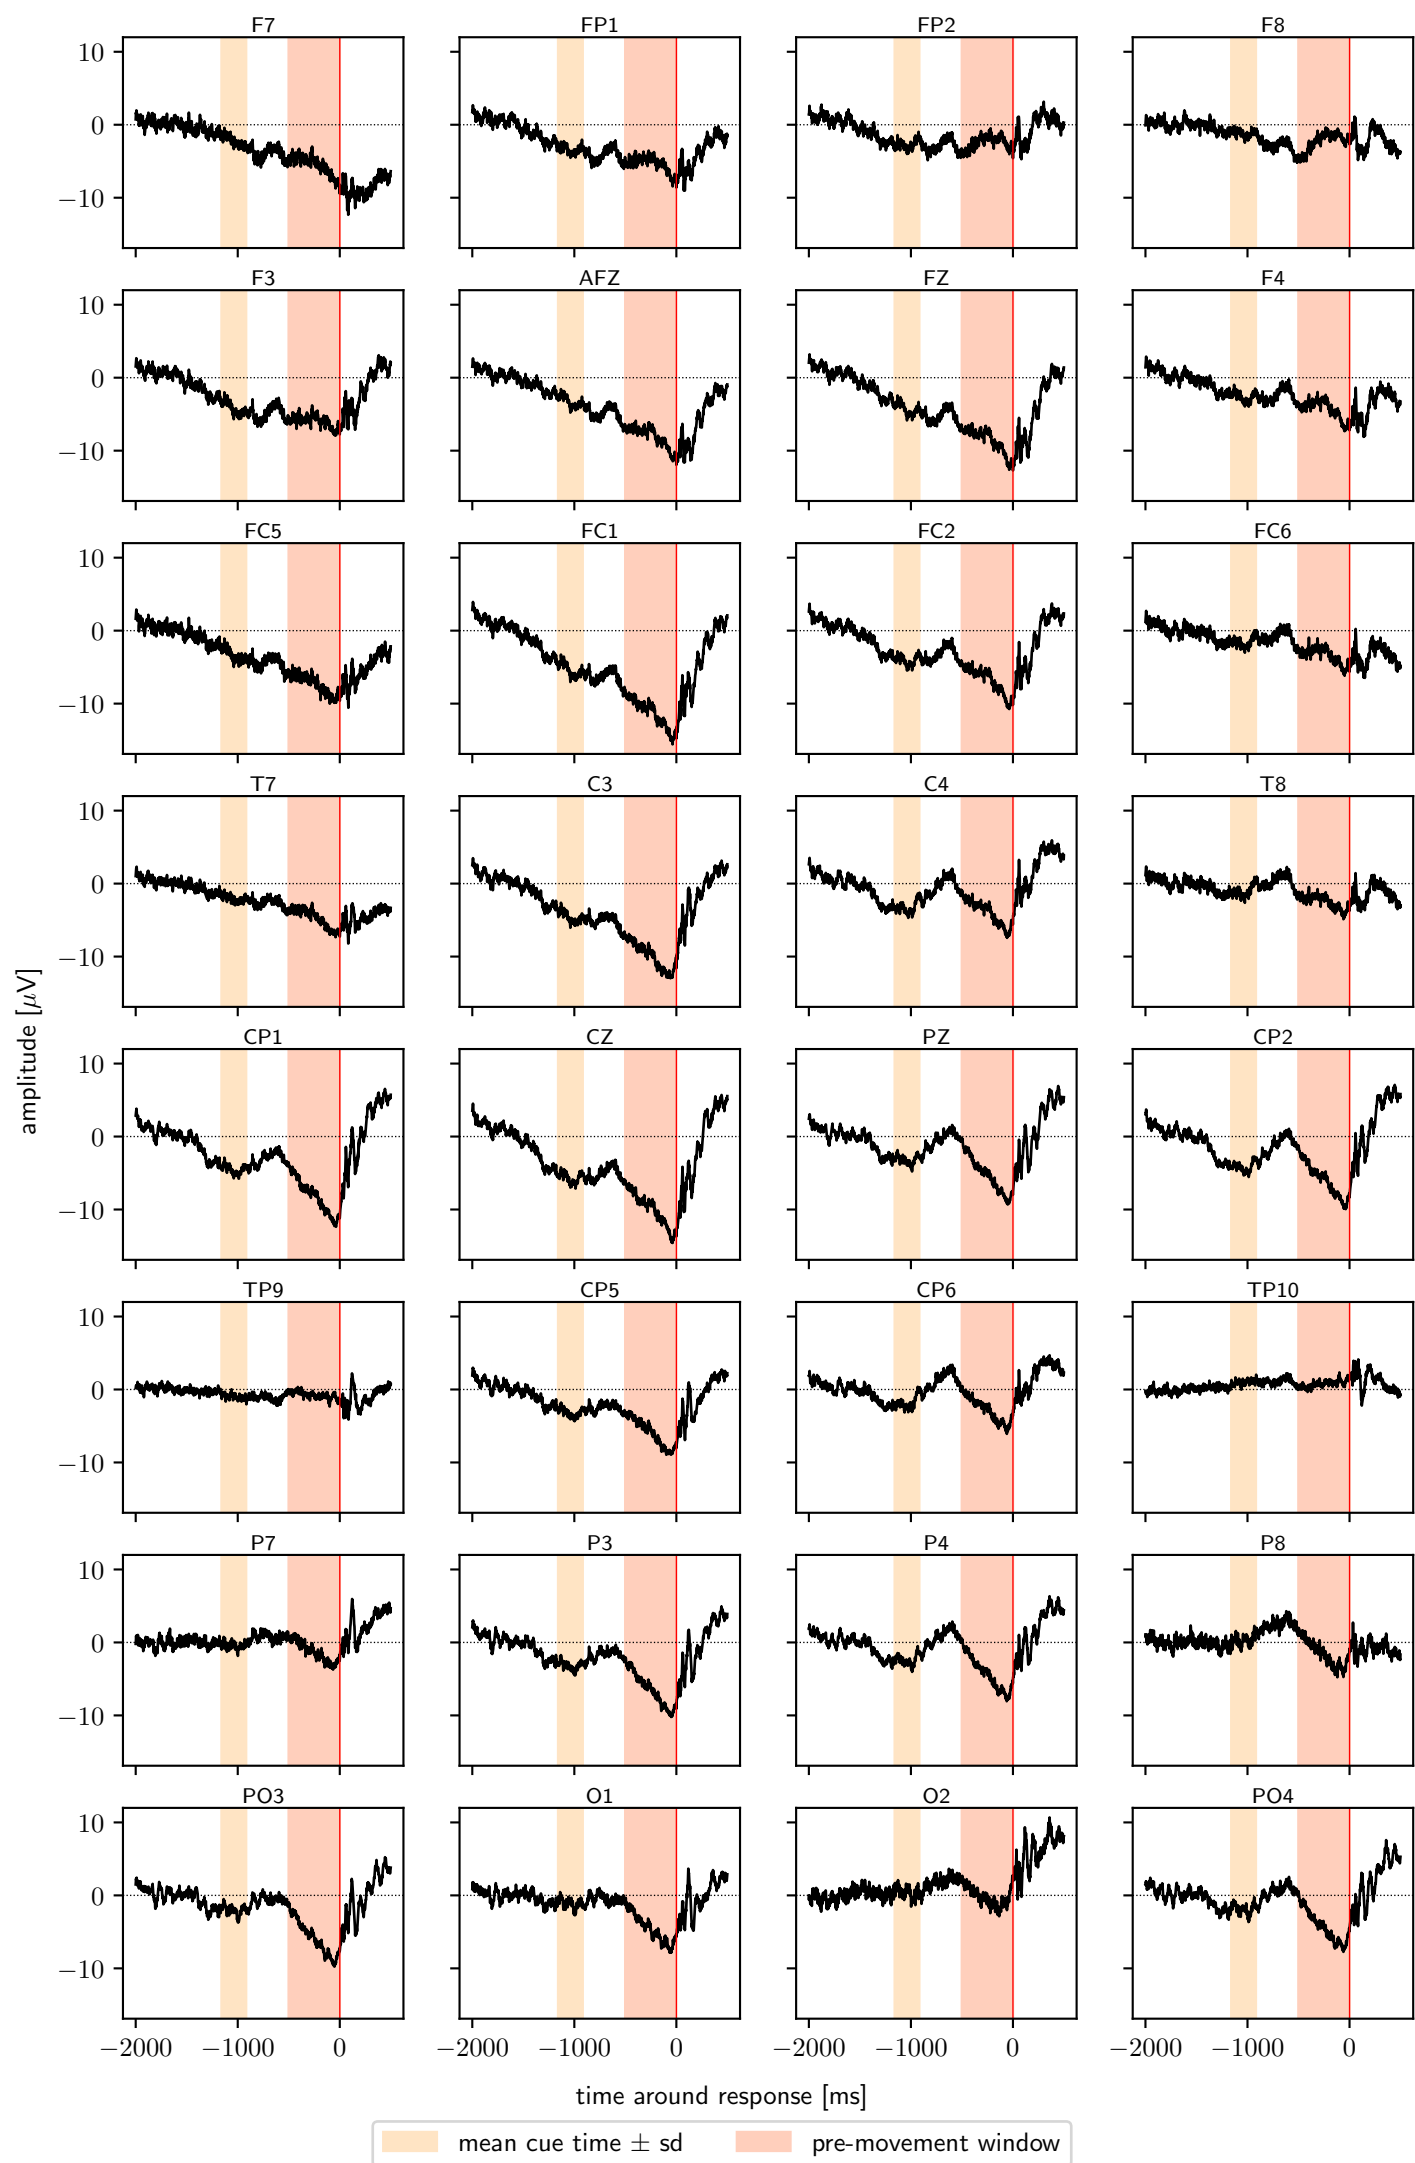 F7 FP1 FP2 F8
10
0
−10
F3 AFZ FZ F4
10
0
−10
FC5 FC1 FC2 FC6
10
0
−10
T7 C3 C4 T8
10
0
−10
amplitude [μV]
CP1 CZ PZ CP2
10
0
−10
TP9 CP5 CP6 TP10
10
0
−10
P7 P3 P4 P8
10
0
−10
PO3 O1 O2 PO4
10
0
−10
−2000 −1000 0 −2000 −1000 0 −2000 −1000 0 −2000 −1000 0
time around response [ms]
mean cue time ± sd pre-movement window